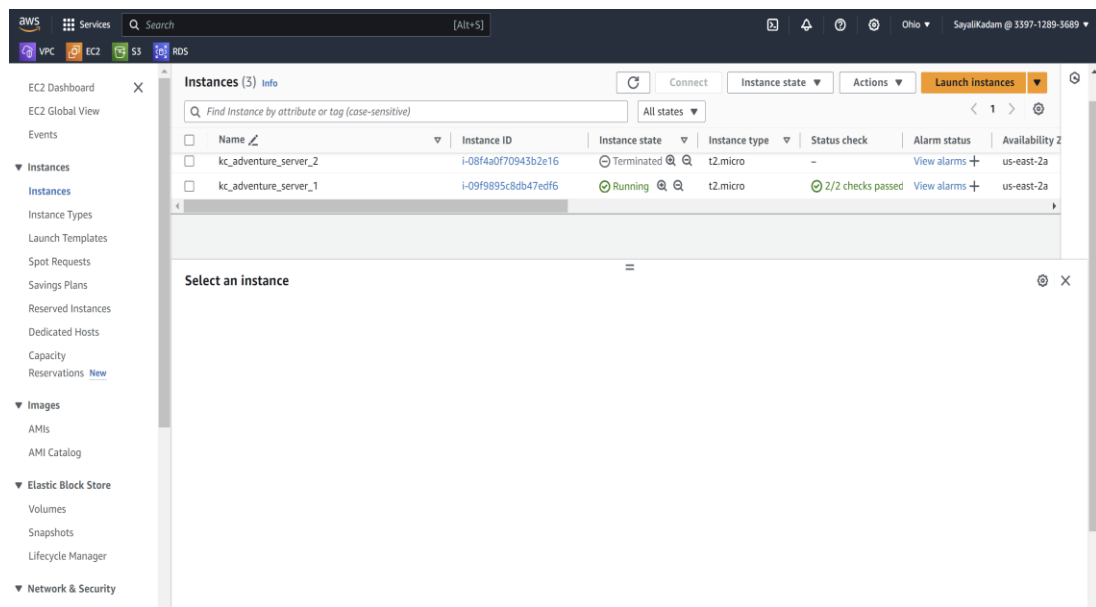 aws Services Search [Alt+S] Ohio SayaliKadam @ 3397-1289-3689
VPC EC2 S3 RDS
EC2 Dashboard
EC2 Global View
Events
Instances
Instances
Instance Types
Launch Templates
Spot Requests
Savings Plans
Reserved Instances
Dedicated Hosts
Capacity
Reservations New
Images
AMIs
AMI Catalog
Elastic Block Store
Volumes
Snapshots
Lifecycle Manager
Network & Security
Instances (3) Info Connect Instance state Actions Launch instances
Find Instance by attribute or tag (case-sensitive) All states 1
Name Instance ID Instance state Instance type Status check Alarm status Availability Z
kc_adventure_server_2 i-08f4a0f70943b2e16 Terminated t2.micro – View alarms + us-east-2a
kc_adventure_server_1 i-09f9895c8db47edf6 Running t2.micro 2/2 checks passed View alarms + us-east-2a
Select an instance